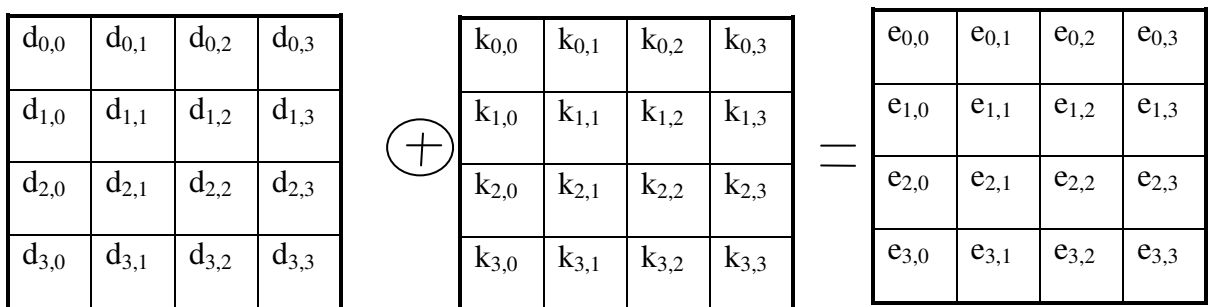 d0,0 d0,1 d0,2 d0,3 k0,0 k0,1 k0,2 k0,3 e0,0 e0,1 e0,2 e0,3
d1,0 d1,1 d1,2 d1,3 ⊕ k1,0 k1,1 k1,2 k1,3 = e1,0 e1,1 e1,2 e1,3
d2,0 d2,1 d2,2 d2,3 k2,0 k2,1 k2,2 k2,3 e2,0 e2,1 e2,2 e2,3
d3,0 d3,1 d3,2 d3,3 k3,0 k3,1 k3,2 k3,3 e3,0 e3,1 e3,2 e3,3